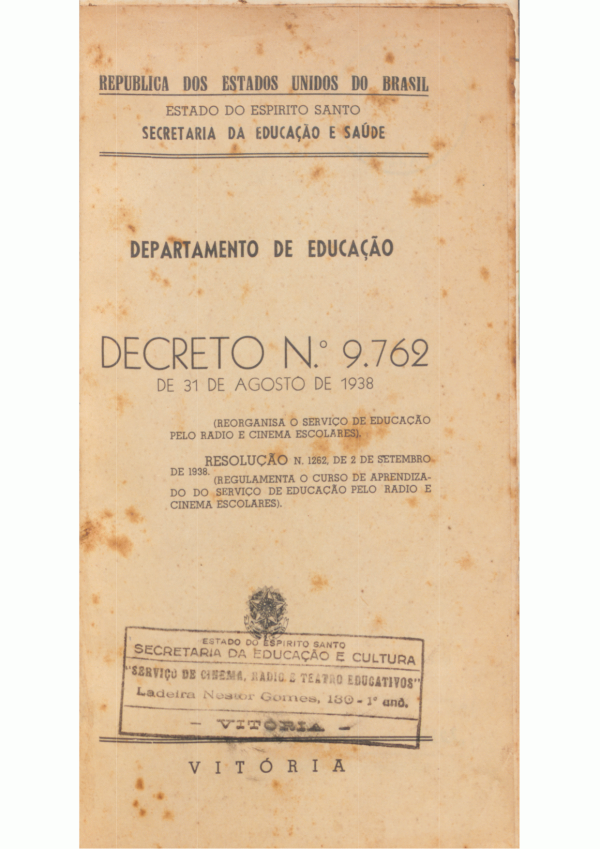 REPUBLICA DOS ESTADOS UNIDOS DO BRASIL
ESTADO DO ESPIRITO SANTO
SECRETARIA DA EDUCAÇÃO E SAÚDE
DEPARTAMENTO DE EDUCAÇÃO
DECRETO N.º 9.762
DE 31 DE AGOSTO DE 1938
(REORGANISA O SERVIÇO DE EDUCAÇÃO
PELO RADIO E CINEMA ESCOLARES).
RESOLUÇÃO N. 1262, DE 2 DE SETEMBRO
DE 1938.
(REGULAMENTA O CURSO DE APRENDIZA-
DO DO SERVIÇO DE EDUCAÇÃO PELO RADIO E
CINEMA ESCOLARES).
ESTADO DO ESPIRITO SANTO
SECRETARIA DA EDUCAÇÃO E CULTURA
"SERVIÇO DE CINEMA, RADIO E TEATRO EDUCATIVOS"
Ladeira Nestor Gomes, 139 - 1º and.
- VITÓRIA -
VITÓRIA